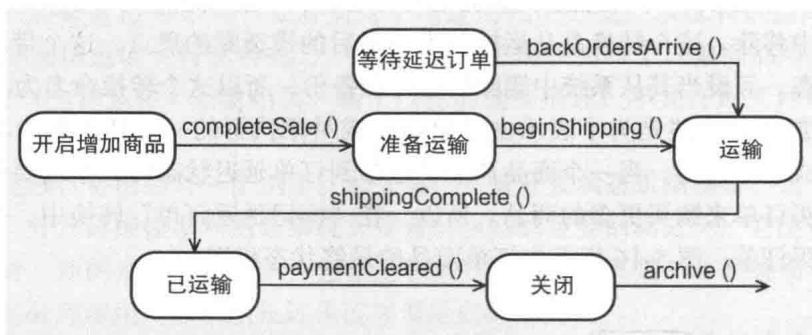 等待延迟订单 backOrdersArrive ()
开启增加商品 completeSale () 准备运输 beginShipping () 运输
shippingComplete()
已运输 paymentCleared () 关闭 archive ()